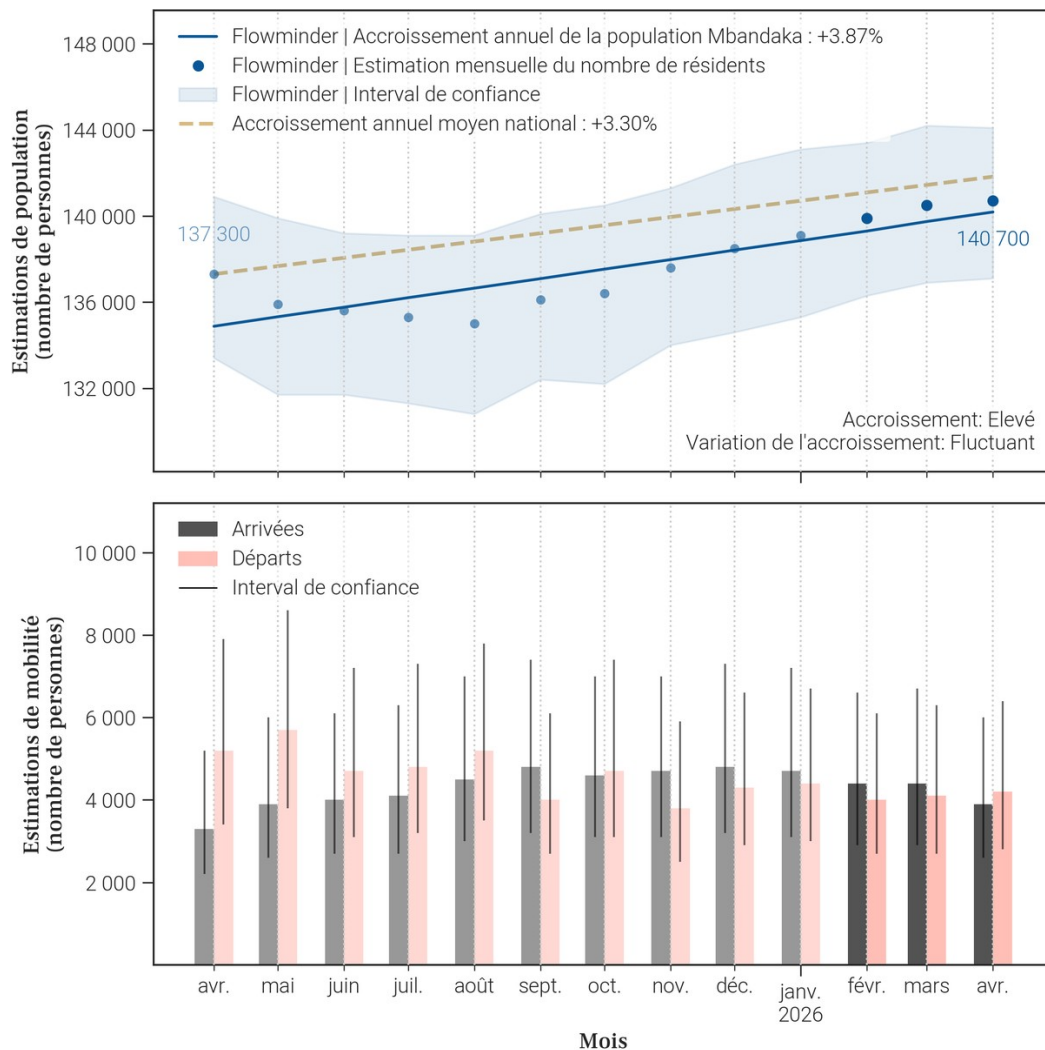 148 000
144 000
140 000
136 000
132 000
Estimations de population
(nombre de personnes)
Flowminder | Accroissement annuel de la population Mbandaka : +3.87%
Flowminder | Estimation mensuelle du nombre de résidents
Flowminder | Interval de confiance
Accroissement annuel moyen national : +3.30%
137 300
140 700
Accroissement: Elevé
Variation de l'accroissement: Fluctuant
10 000
8 000
6 000
4 000
2 000
Estimations de mobilité
(nombre de personnes)
Arrivées
Départs
Interval de confiance
avr.
mai
juin
juil.
août
sept.
oct.
nov.
déc.
janv.
2026
févr.
mars
avr.
Mois